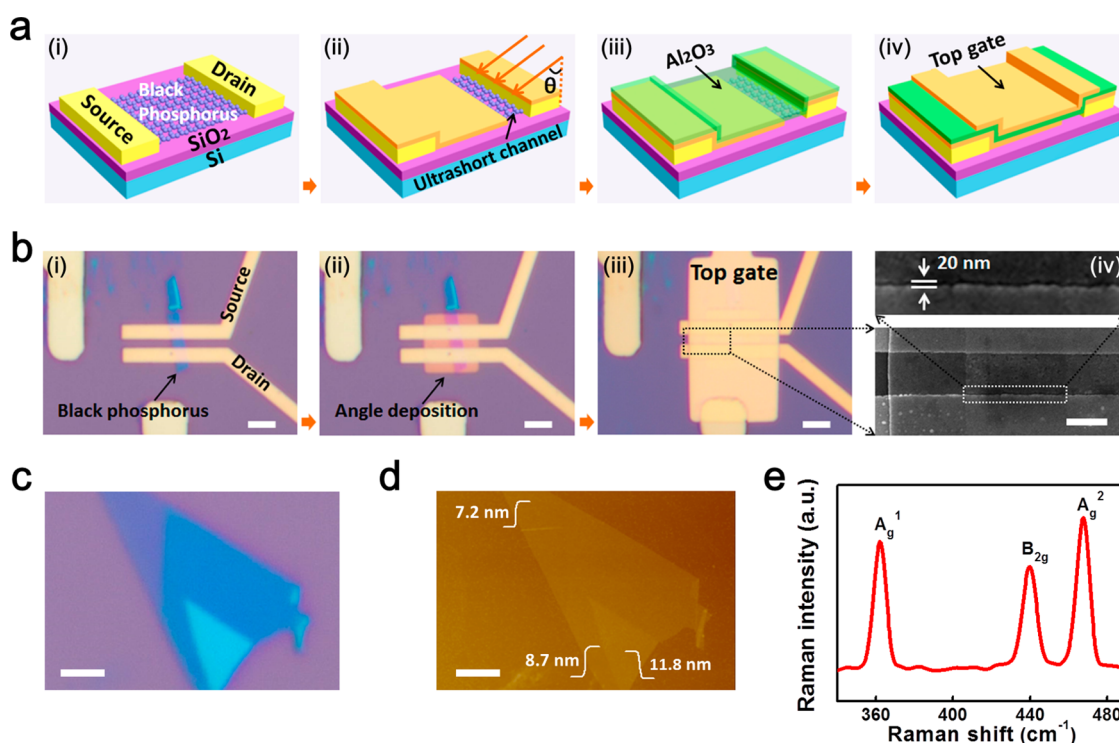 a
(i)
Source
Black
Phosphorus
Drain
SiO₂
Si
(ii)
θ
Ultrashort channel
(iii)
Al₂O₃
(iv)
Top gate
b
(i)
Source
Drain
Black phosphorus
(ii)
Angle deposition
(iii)
Top gate
(iv)
20 nm
c
d
7.2 nm
8.7 nm
11.8 nm
e
Raman intensity (a.u.)
A_g¹
B₂g
A_g²
360
400
440
480
Raman shift (cm⁻¹)